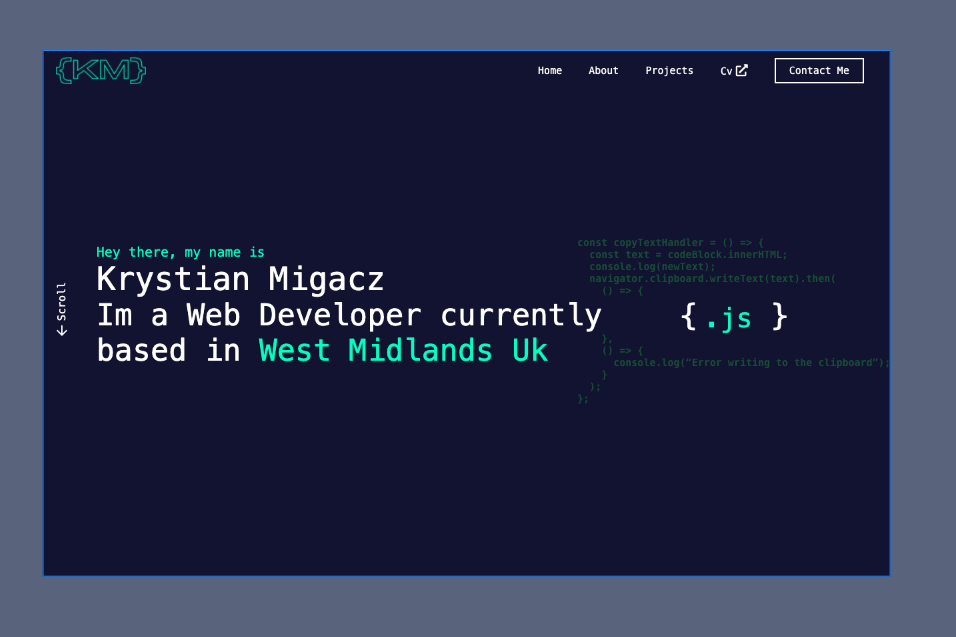 {KM}
Home About Projects Cv Contact Me
Hey there, my name is
Krystian Migacz
Im a Web Developer currently
based in West Midlands Uk
Scroll
const copyTextHandler = () => {
const text = codeBlock.innerHTML;
console.log(newText);
navigator.clipboard.writeText(text).then(
() => {
{ .js }
},
() => {
console.log("Error writing to the clipboard");
}
);
};